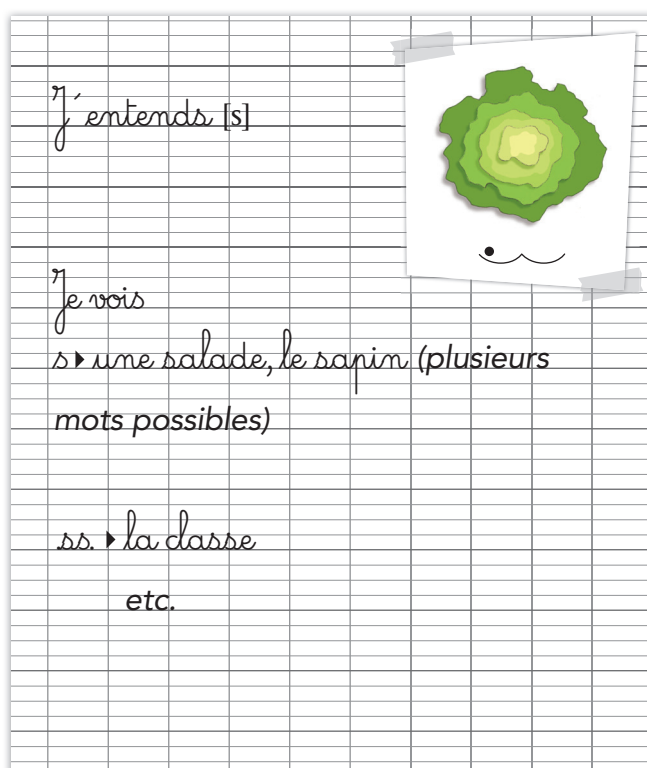 J'entends [s]
Je vois
s ▸ une salade, le sapin (plusieurs
mots possibles)
.ss. ▸ la classe
etc.